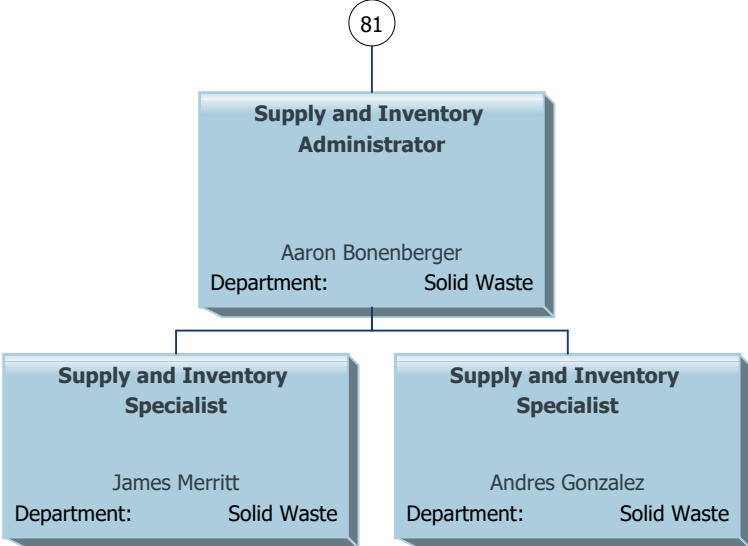 81
Supply and Inventory
Administrator
Aaron Bonenberger
Department: Solid Waste
Supply and Inventory
Specialist
James Merritt
Department: Solid Waste
Supply and Inventory
Specialist
Andres Gonzalez
Department: Solid Waste